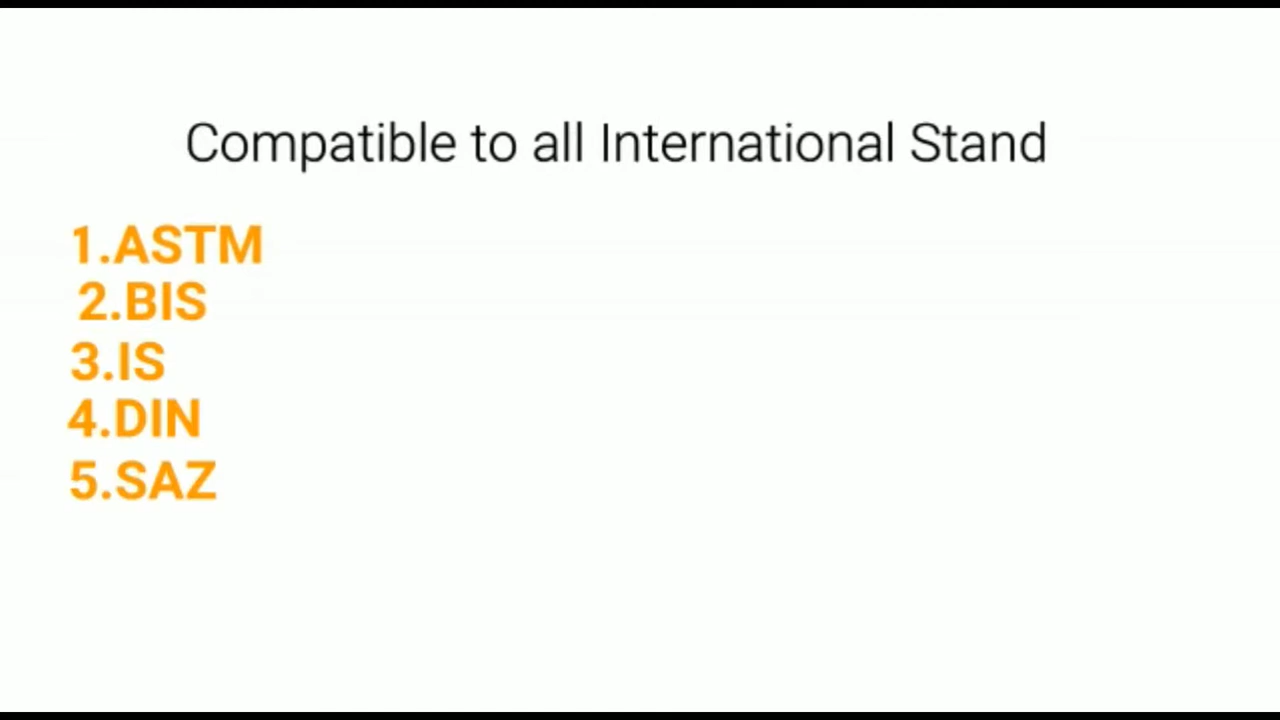 Compatible to all International Stand
1.ASTM
2.BIS
3.IS
4.DIN
5.SAZ